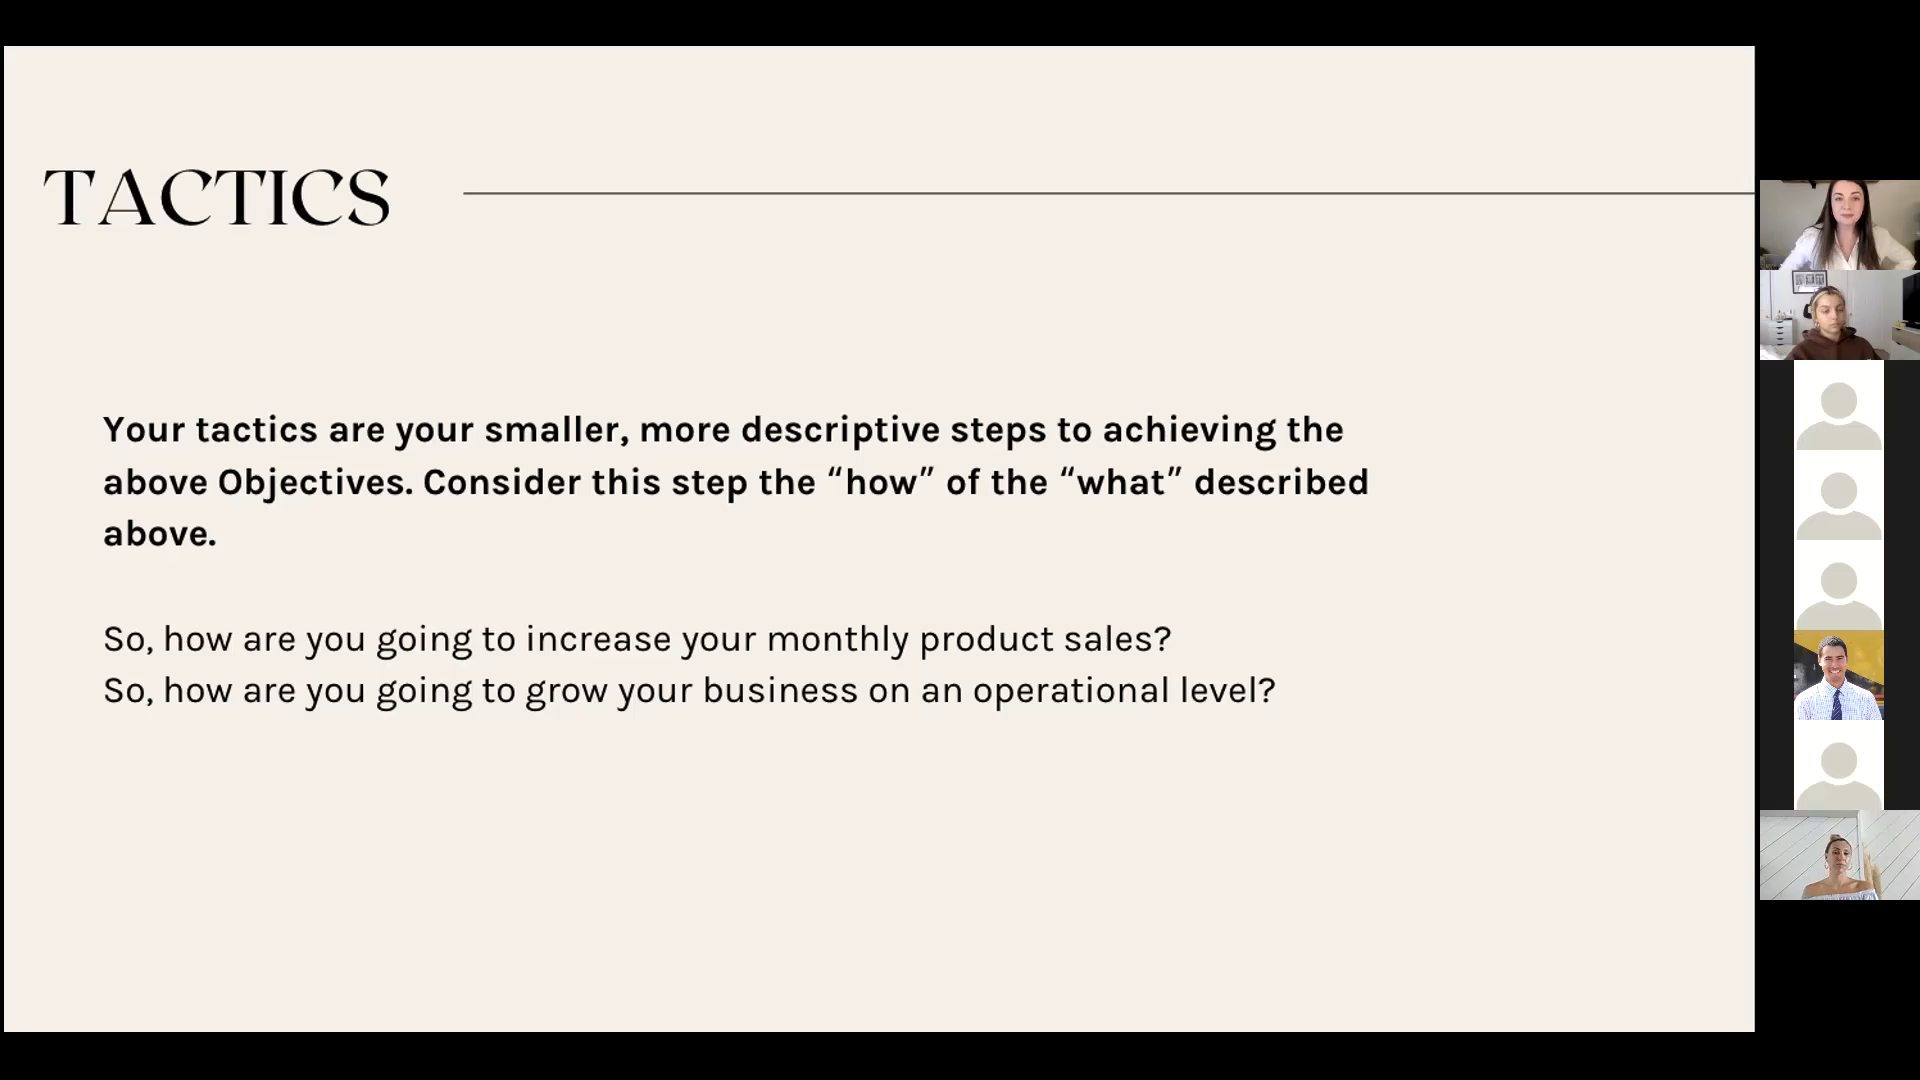 TACTICS
Your tactics are your smaller, more descriptive steps to achieving the
above Objectives. Consider this step the “how” of the “what” described
above.
So, how are you going to increase your monthly product sales?
So, how are you going to grow your business on an operational level?